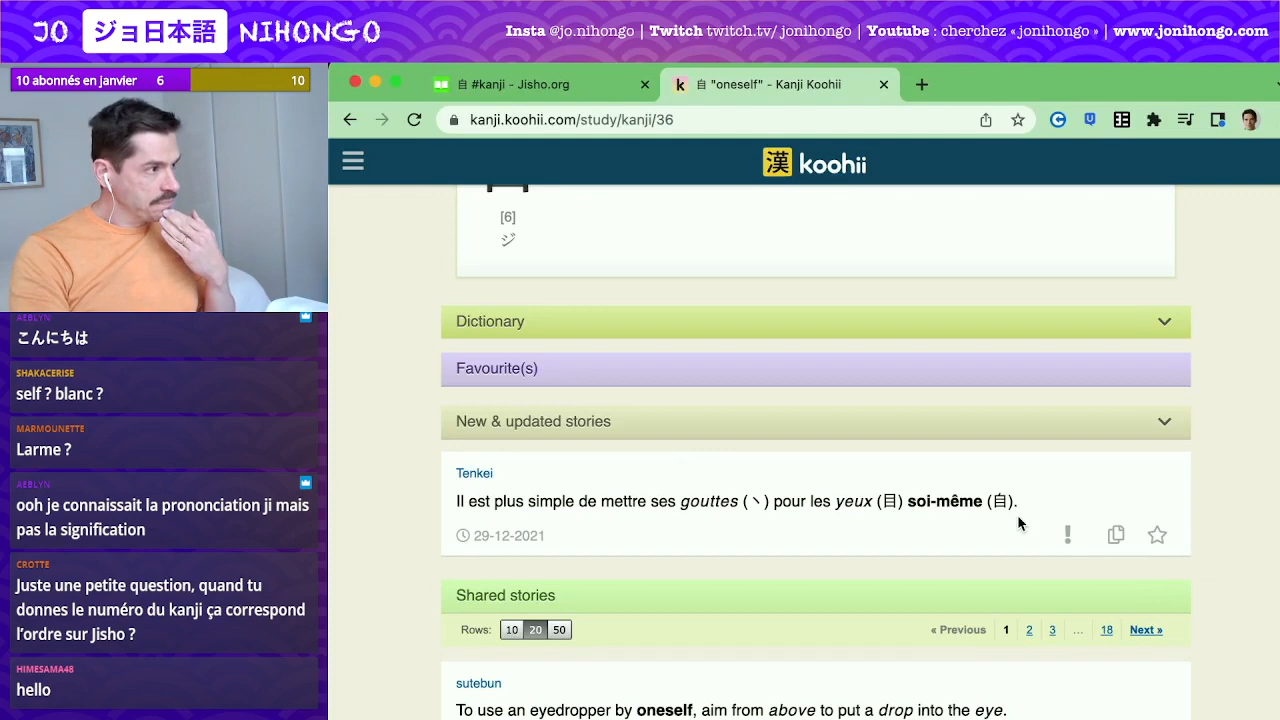 JO ジョ日本語 NIHONGO
Insta @jo.nihongo | Twitch twitch.tv/ jonihongo | Youtube : cherchez « jonihongo » | www.jonihongo.com
10 abonnés en janvier 6 10
自 #kanji - Jisho.org
自 "oneself" - Kanji Koohii
kanji.koohii.com/study/kanji/36
漢 koohii
[6]
ジ
Dictionary
Favourite(s)
New & updated stories
Tenkei
Il est plus simple de mettre ses gouttes (丶) pour les yeux (目) soi-même (自).
29-12-2021
Shared stories
Rows: 10 20 50
« Previous 1 2 3 ... 18 Next »
sutebun
To use an eyedropper by oneself, aim from above to put a drop into the eye.
AEBLYN
こんにちは
SHAKACERISE
self ? blanc ?
MARMOUNETTE
Larme ?
AEBLYN
ooh je connaissait la prononciation ji mais
pas la signification
CROTTE
Juste une petite question, quand tu
donnes le numéro du kanji ça correspond
l'ordre sur Jisho ?
HIMESAMA48
hello